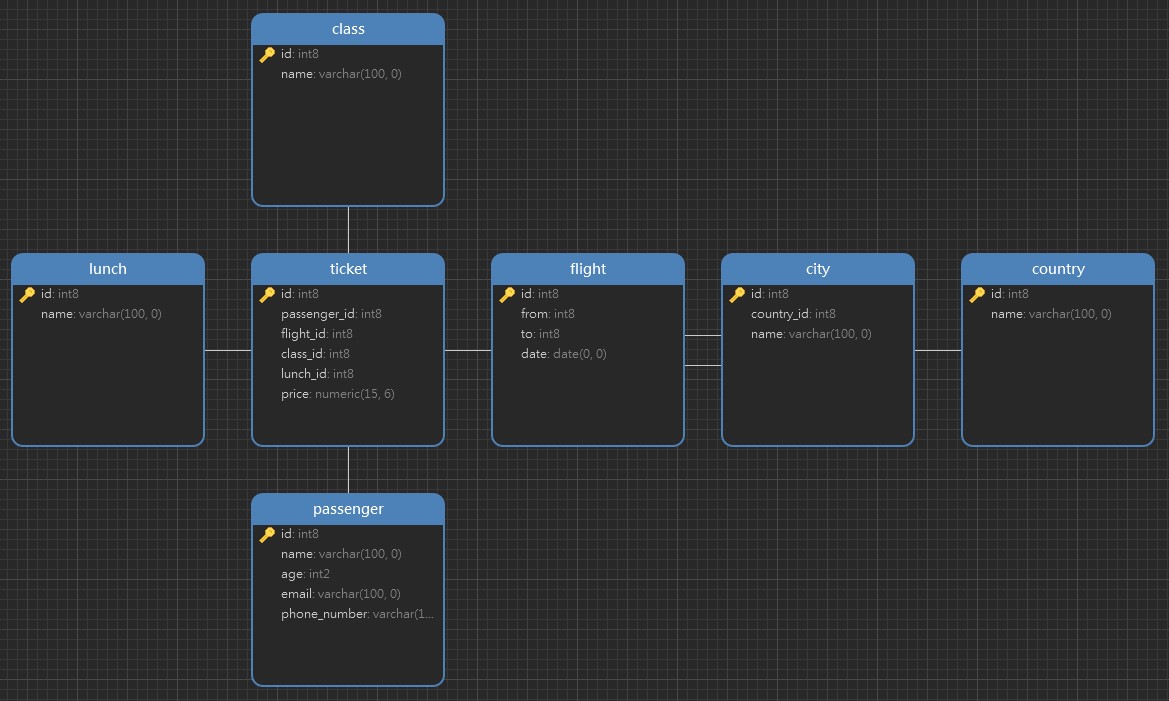 class
id: int8
name: varchar(100, 0)
lunch
id: int8
name: varchar(100, 0)
ticket
id: int8
passenger_id: int8
flight_id: int8
class_id: int8
lunch_id: int8
price: numeric(15, 6)
flight
id: int8
from: int8
to: int8
date: date(0, 0)
city
id: int8
country_id: int8
name: varchar(100, 0)
country
id: int8
name: varchar(100, 0)
passenger
id: int8
name: varchar(100, 0)
age: int2
email: varchar(100, 0)
phone_number: varchar(1...